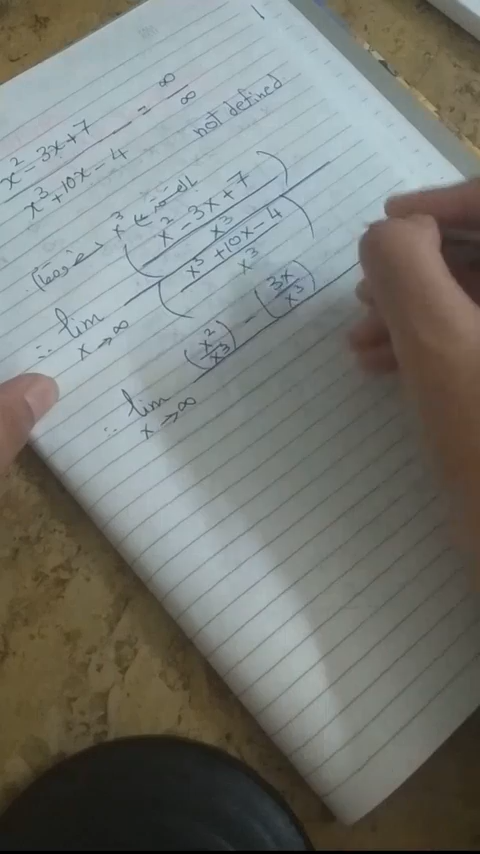 1
x² - 3x + 7 / x³ + 10x - 4 = ∞/∞
not defined
x³
∴ lim x→∞ ((x² - 3x + 7)/x³) / ((x³ + 10x - 4)/x³)
∴ lim x→∞ (x²/x³) - (3x/x³)